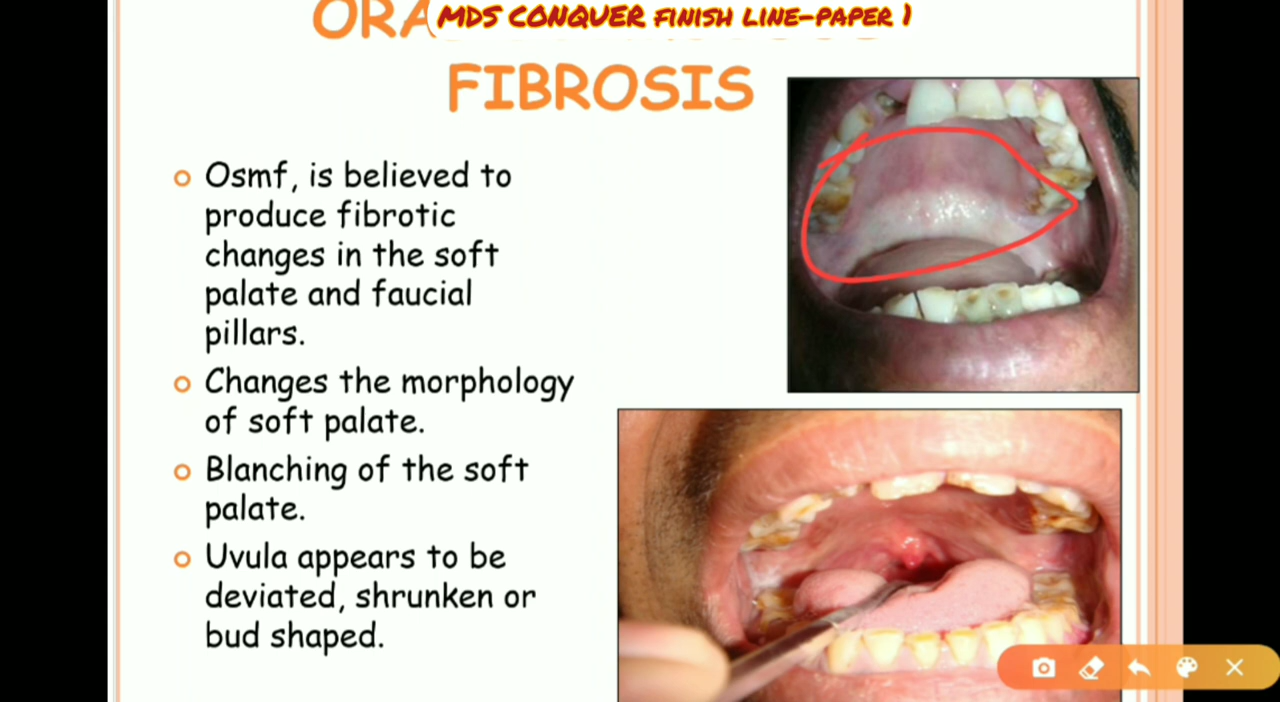 MDS CONQUER FINISH LINE-PAPER 1
FIBROSIS
Osmf, is believed to
produce fibrotic
changes in the soft
palate and faucial
pillars.
Changes the morphology
of soft palate.
Blanching of the soft
palate.
Uvula appears to be
deviated, shrunken or
bud shaped.